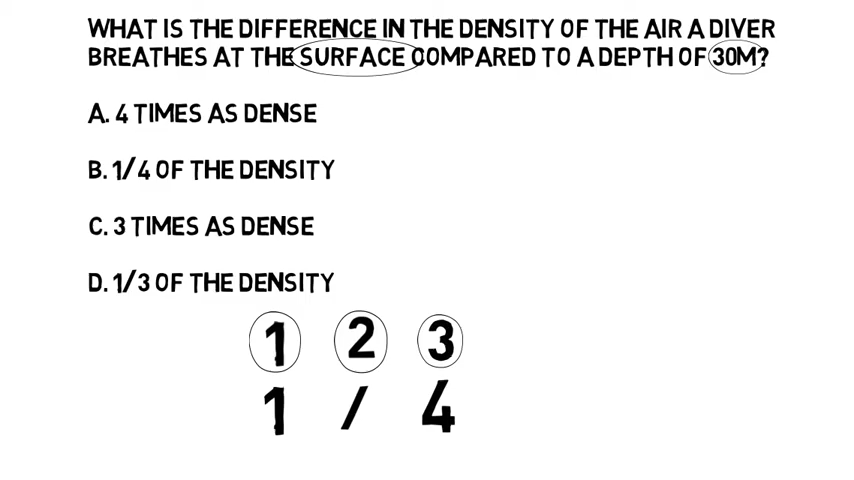 WHAT IS THE DIFFERENCE IN THE DENSITY OF THE AIR A DIVER
BREATHES AT THE SURFACE COMPARED TO A DEPTH OF 30M?
A. 4 TIMES AS DENSE
B. 1/4 OF THE DENSITY
C. 3 TIMES AS DENSE
D. 1/3 OF THE DENSITY
1 2 3
1 / 4